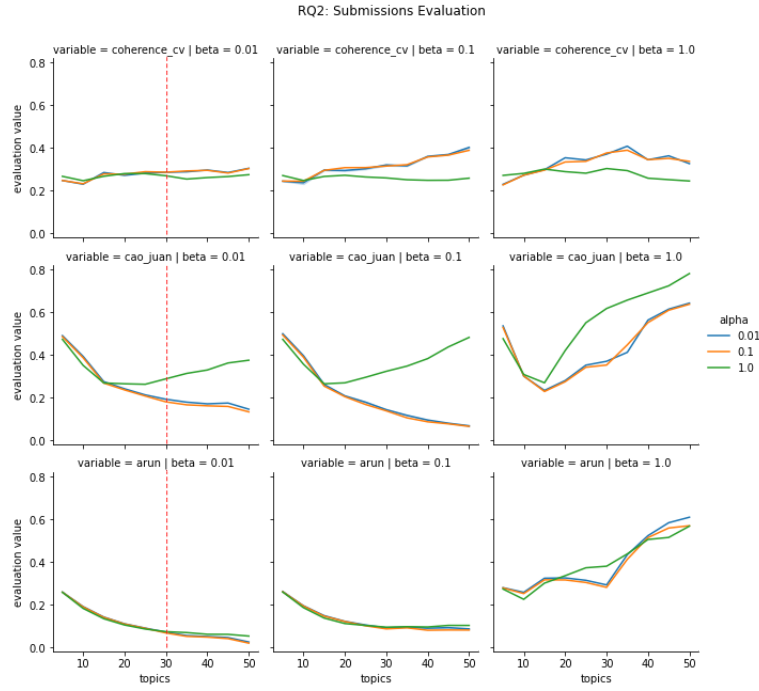 RQ2: Submissions Evaluation
variable = coherence_cv | beta = 0.01
variable = coherence_cv | beta = 0.1
variable = coherence_cv | beta = 1.0
0.8
0.6
0.4
0.2
0.0
evaluation value
variable = cao_juan | beta = 0.01
variable = cao_juan | beta = 0.1
variable = cao_juan | beta = 1.0
0.8
0.6
0.4
0.2
0.0
evaluation value
alpha
0.01
0.1
1.0
variable = arun | beta = 0.01
variable = arun | beta = 0.1
variable = arun | beta = 1.0
0.8
0.6
0.4
0.2
0.0
evaluation value
10 20 30 40 50
10 20 30 40 50
10 20 30 40 50
topics
topics
topics